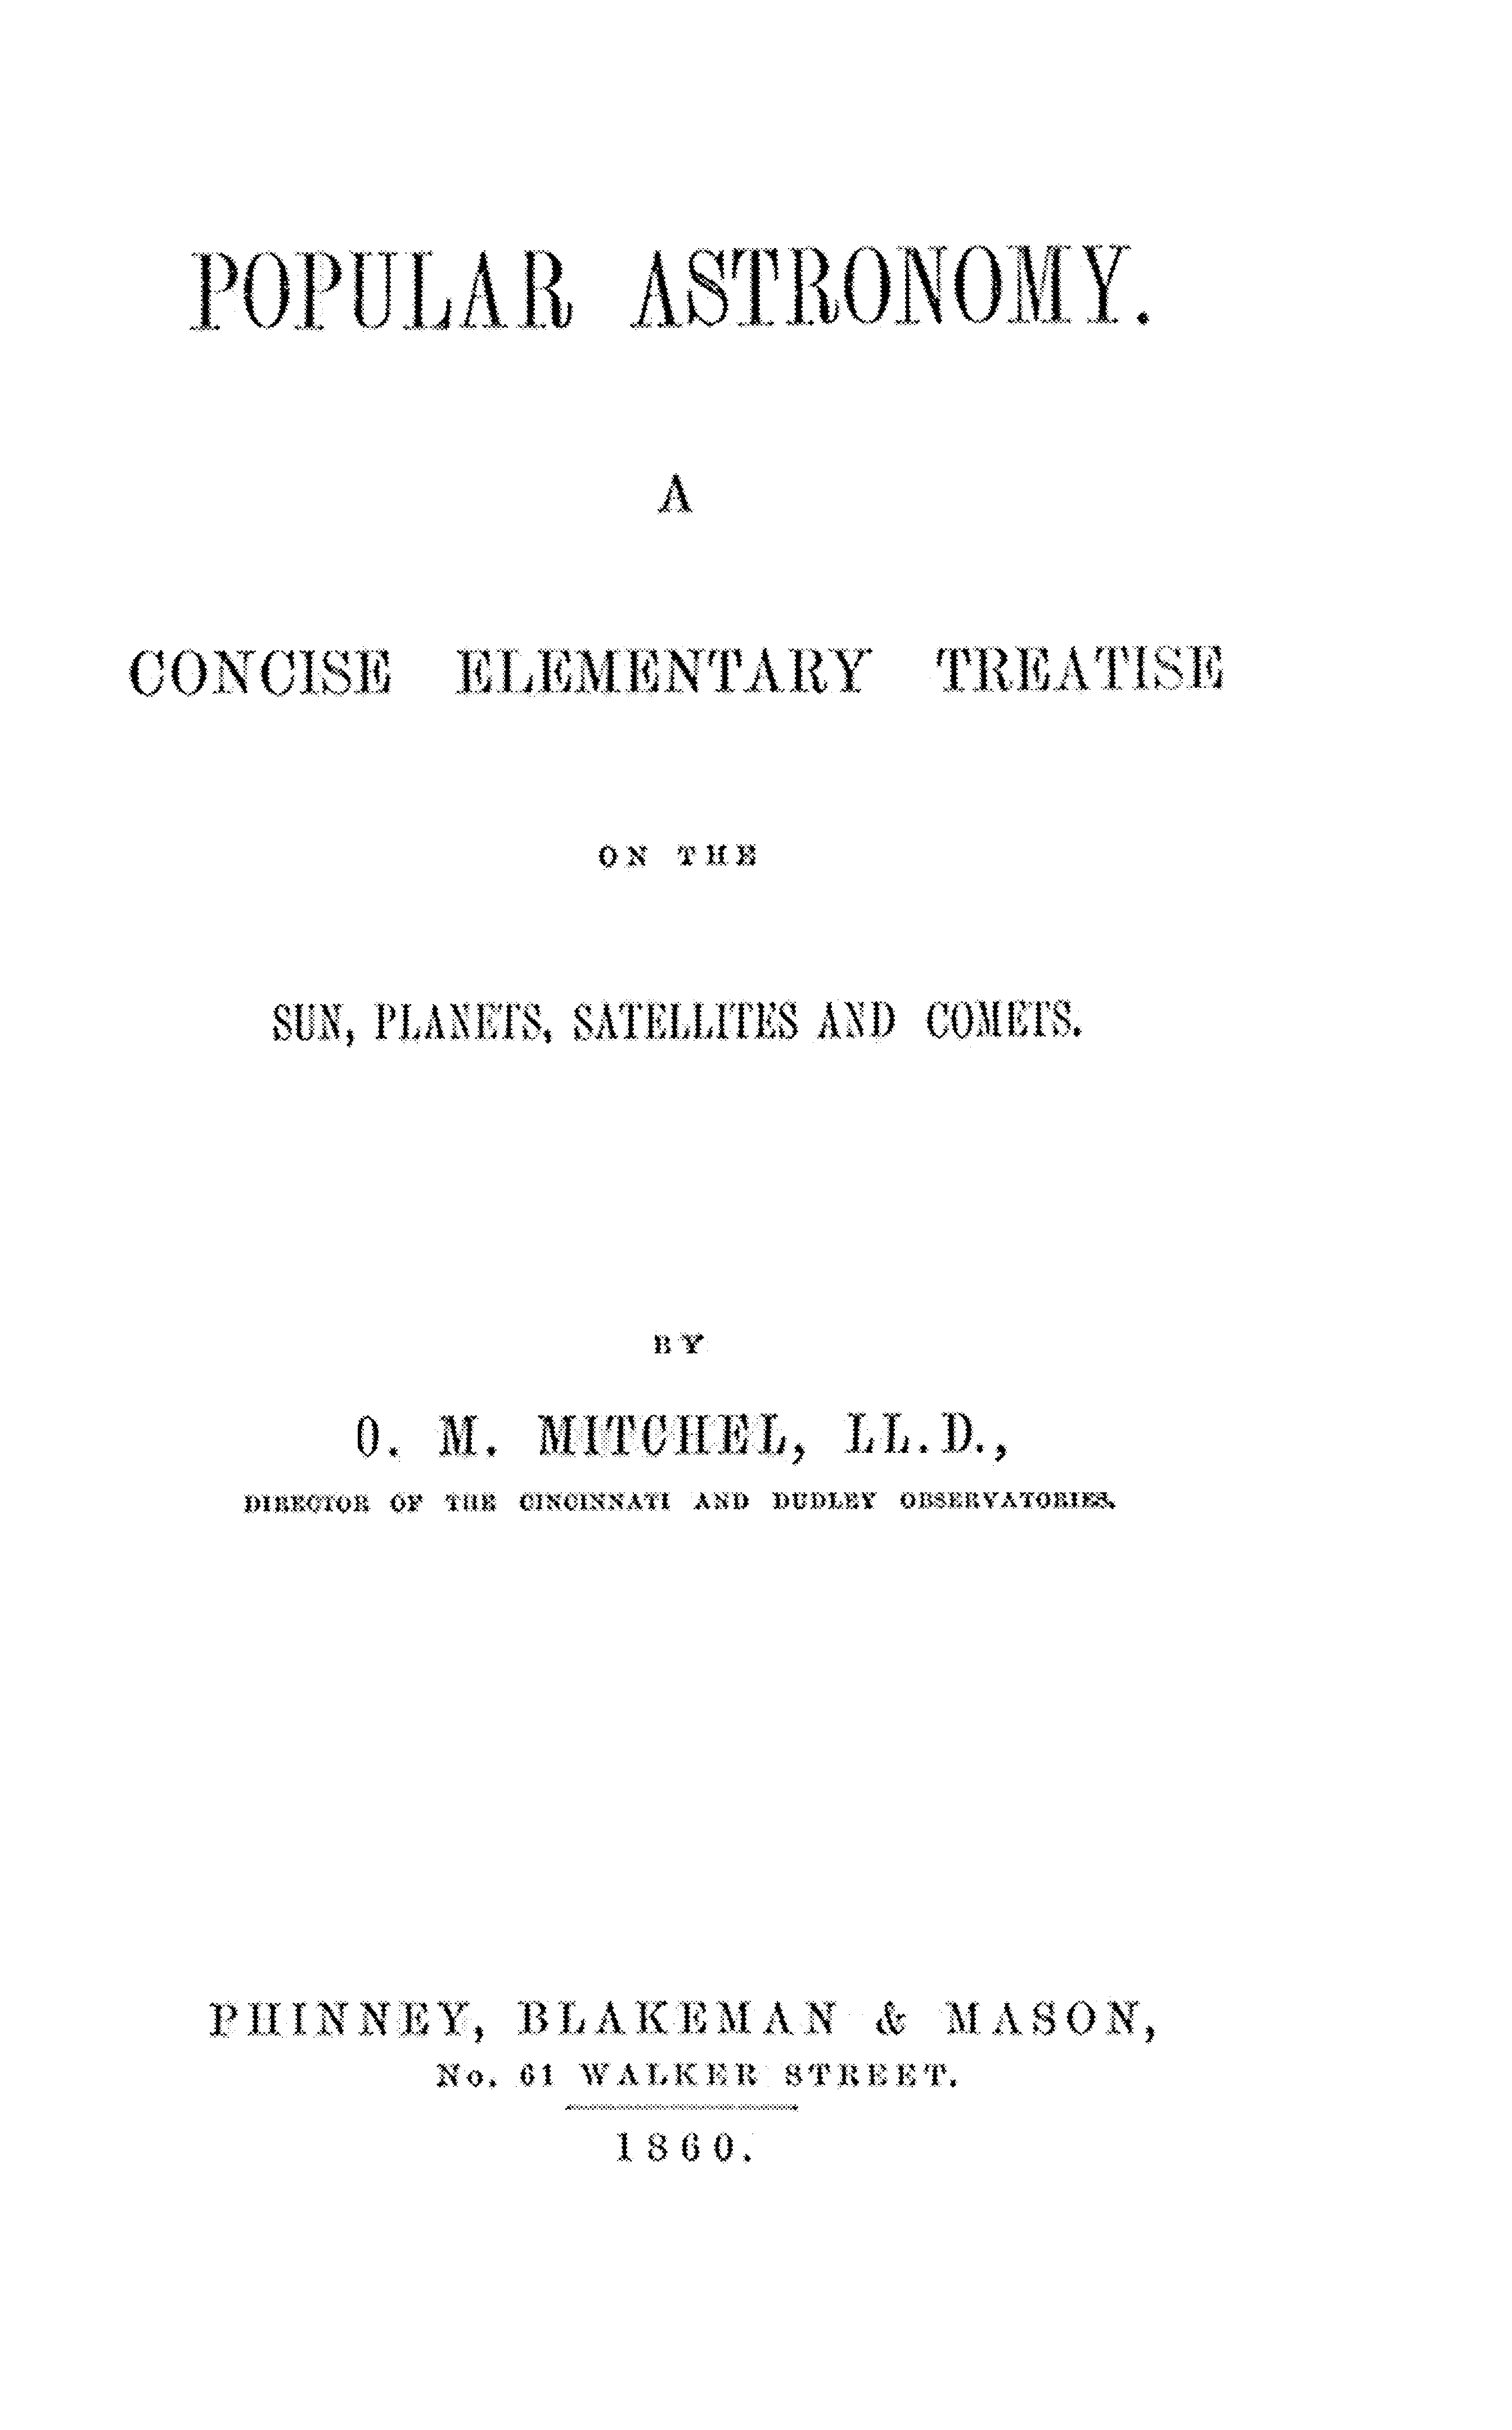 POPULAR ASTRONOMY.
A
CONCISE ELEMENTARY TREATISE
ON THE
SUN, PLANETS, SATELLITES AND COMETS.
BY
O. M. MITCHEL, LL.D.,
DIRECTOR OF THE CINCINNATI AND DUDLEY OBSERVATORIES.
PHINNEY, BLAKEMAN & MASON,
No. 61 WALKER STREET.
1860.